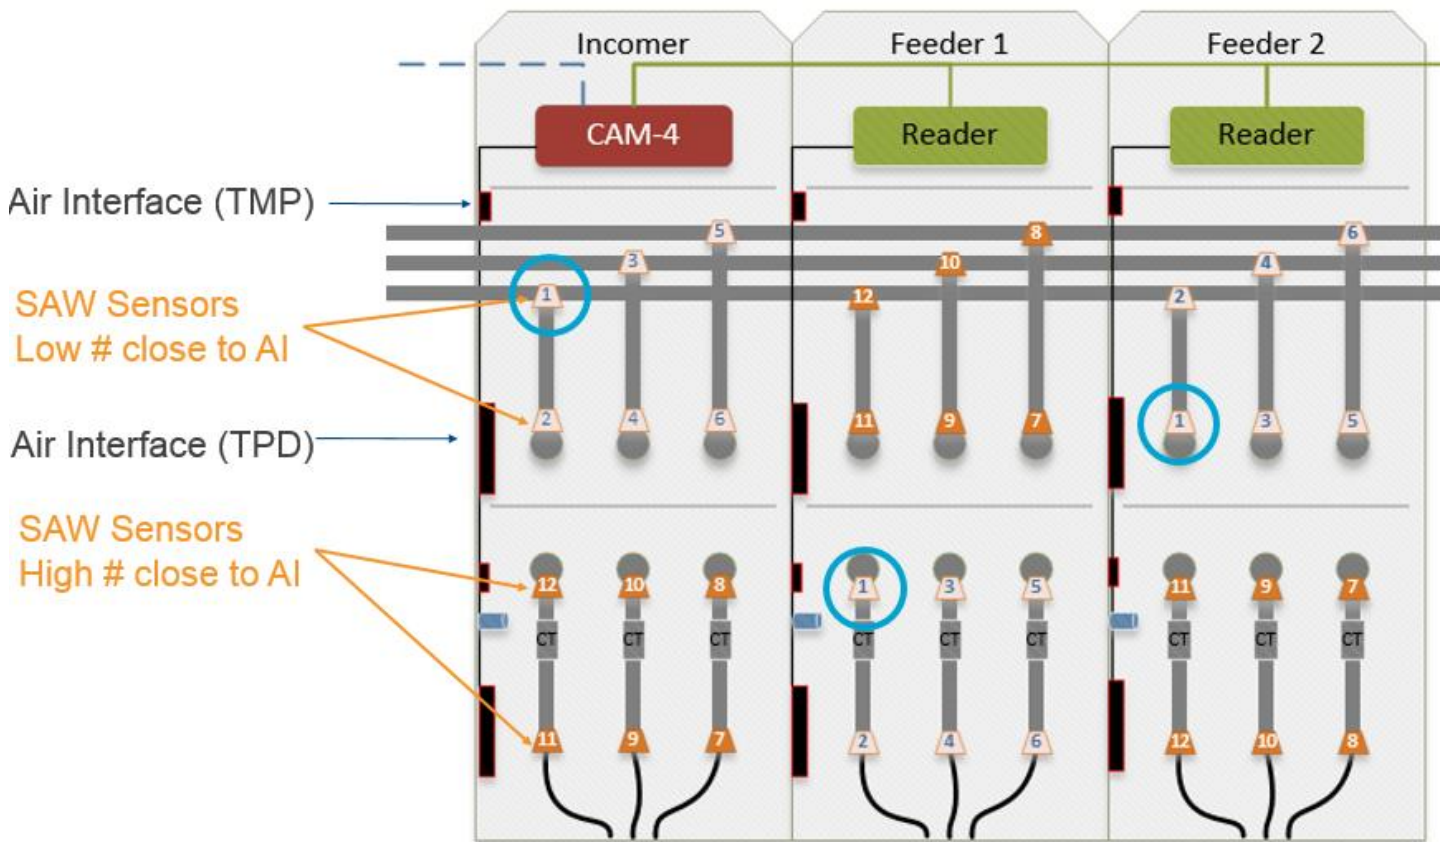 Incomer Feeder 1 Feeder 2
CAM-4 Reader Reader
Air Interface (TMP)
5 8 6
3 10 4
1 12 2
SAW Sensors
Low # close to AI
2 4 6 11 9 7 1 3 5
Air Interface (TPD)
SAW Sensors
High # close to AI
12 10 8 1 3 5 11 9 7
CT CT CT CT CT CT CT CT CT
11 9 7 2 4 6 12 10 8